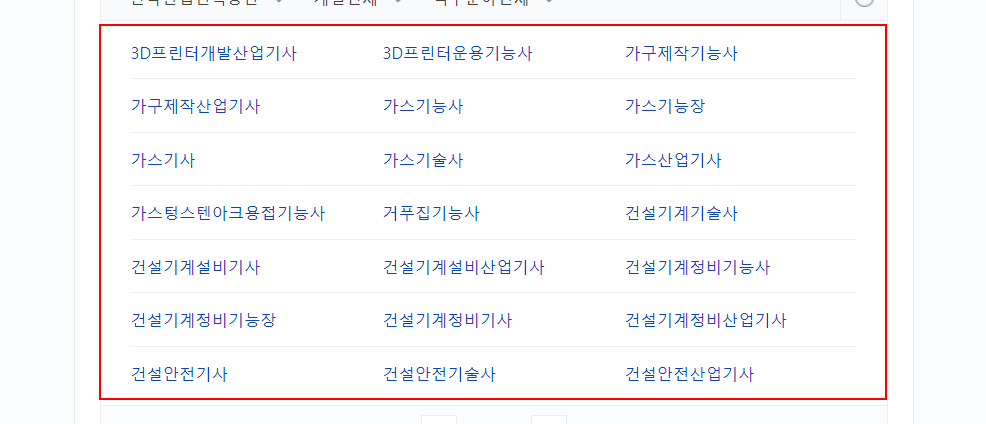 3D프린터개발산업기사 3D프린터운용기능사 가구제작기능사
가구제작산업기사 가스기능사 가스기능장
가스기사 가스기술사 가스산업기사
가스텅스텐아크용접기능사 거푸집기능사 건설기계기술사
건설기계설비기사 건설기계설비산업기사 건설기계정비기능사
건설기계정비기능장 건설기계정비기사 건설기계정비산업기사
건설안전기사 건설안전기술사 건설안전산업기사